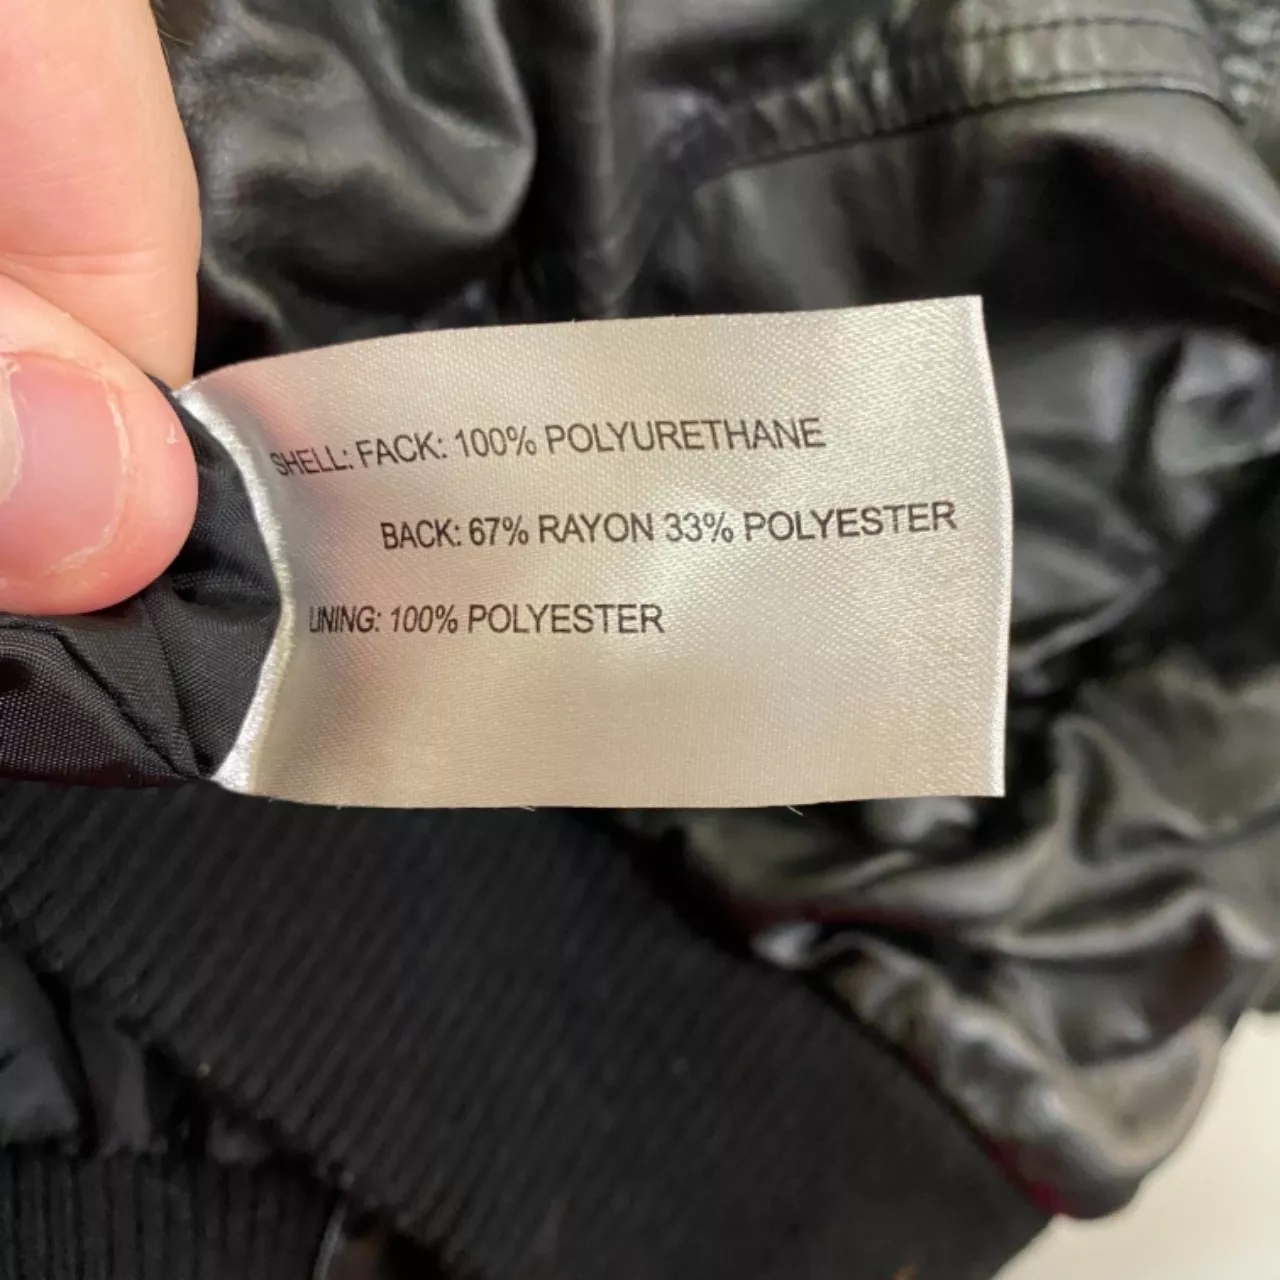 SHELL: FACK: 100% POLYURETHANE
BACK: 67% RAYON 33% POLYESTER
LINING: 100% POLYESTER